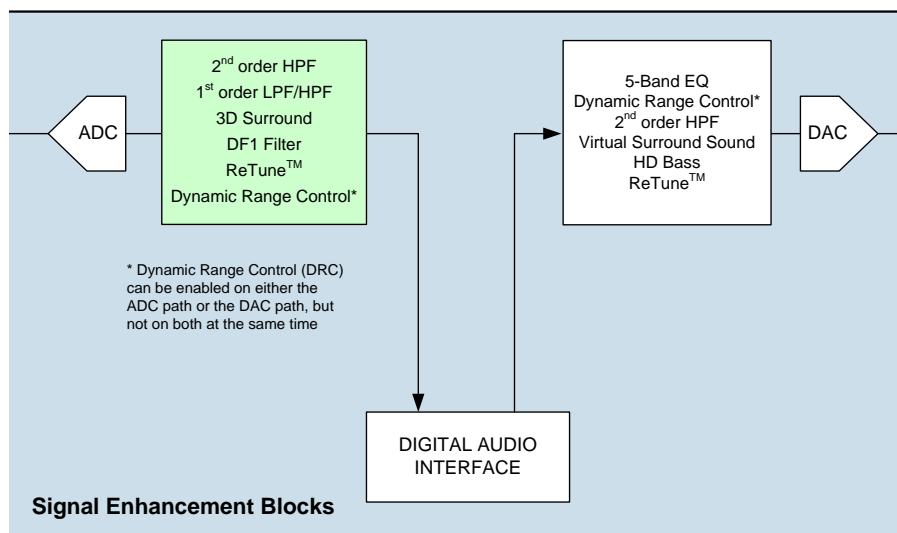 ADC
2nd order HPF
1st order LPF/HPF
3D Surround
DF1 Filter
ReTuneTM
Dynamic Range Control*
5-Band EQ
Dynamic Range Control*
2nd order HPF
Virtual Surround Sound
HD Bass
ReTuneTM
DAC
* Dynamic Range Control (DRC)
can be enabled on either the
ADC path or the DAC path, but
not on both at the same time
DIGITAL AUDIO
INTERFACE
Signal Enhancement Blocks